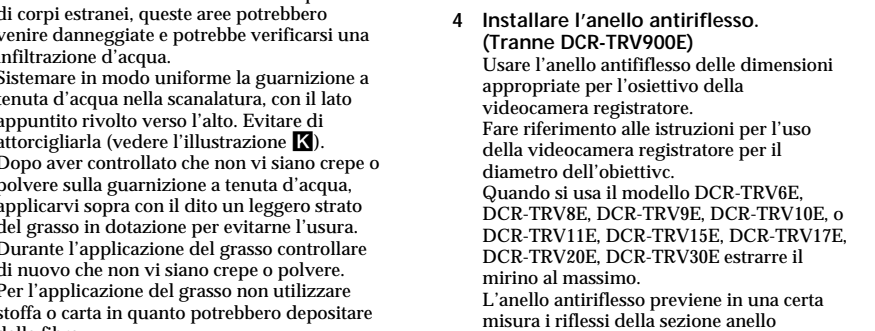 di corpi estranei, queste aree potrebbero
venire danneggiate e potrebbe verificarsi una
infiltrazione d'acqua.
Sistemare in modo uniforme la guarnizione a
tenuta d'acqua nella scanalatura, con il lato
appuntito rivolto verso l'alto. Evitare di
attorcigliarla (vedere l'illustrazione K).
Dopo aver controllato che non vi siano crepe o
polvere sulla guarnizione a tenuta d'acqua,
applicarvi sopra con il dito un leggero strato
del grasso in dotazione per evitarne l'usura.
Durante l'applicazione del grasso controllare
di nuovo che non vi siano crepe o polvere.
Per l'applicazione del grasso non utilizzare
stoffa o carta in quanto potrebbero depositare
4 Installare l'anello antiriflesso.
(Tranne DCR-TRV900E)
Usare l'anello antififlesso delle dimensioni
appropriate per l'osiettivo della
videocamera registratore.
Fare riferimento alle istruzioni per l'uso
della videocamera registratore per il
diametro dell'obiettivc.
Quando si usa il modello DCR-TRV6E,
DCR-TRV8E, DCR-TRV9E, DCR-TRV10E, o
DCR-TRV11E, DCR-TRV15E, DCR-TRV17E,
DCR-TRV20E, DCR-TRV30E estrarre il
mirino al massimo.
L'anello antiriflesso previene in una certa
misura i riflessi della sezione anello